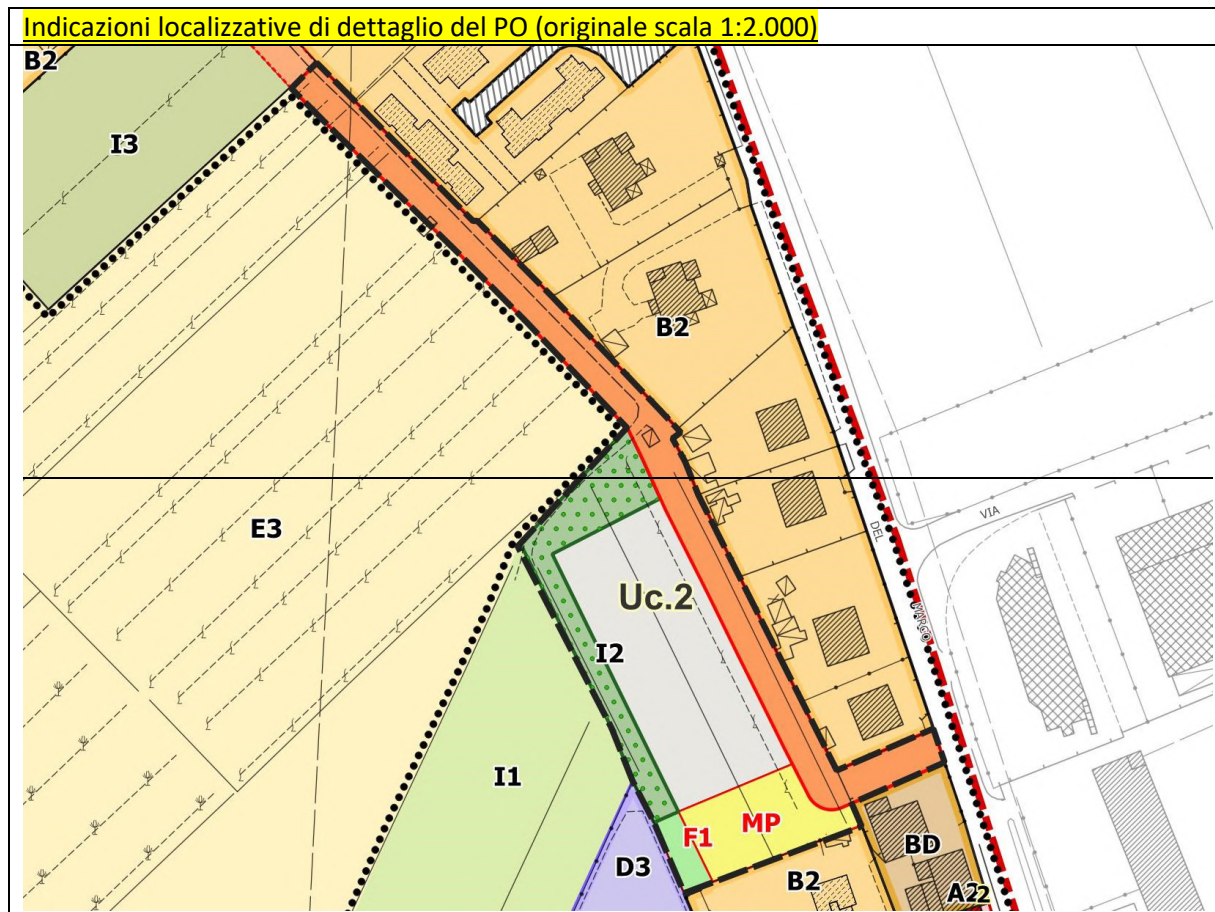 Indicazioni localizzative di dettaglio del PO (originale scala 1:2.000)
B2
I3
B2
E3
VIA
DEL
Uc.2
MARGO
I2
I1
F1
MP
D3
B2
BD
A22